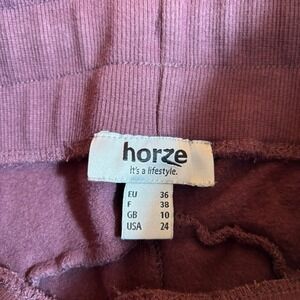 horze
It's a lifestyle.
EU 36
F 38
GB 10
USA 24